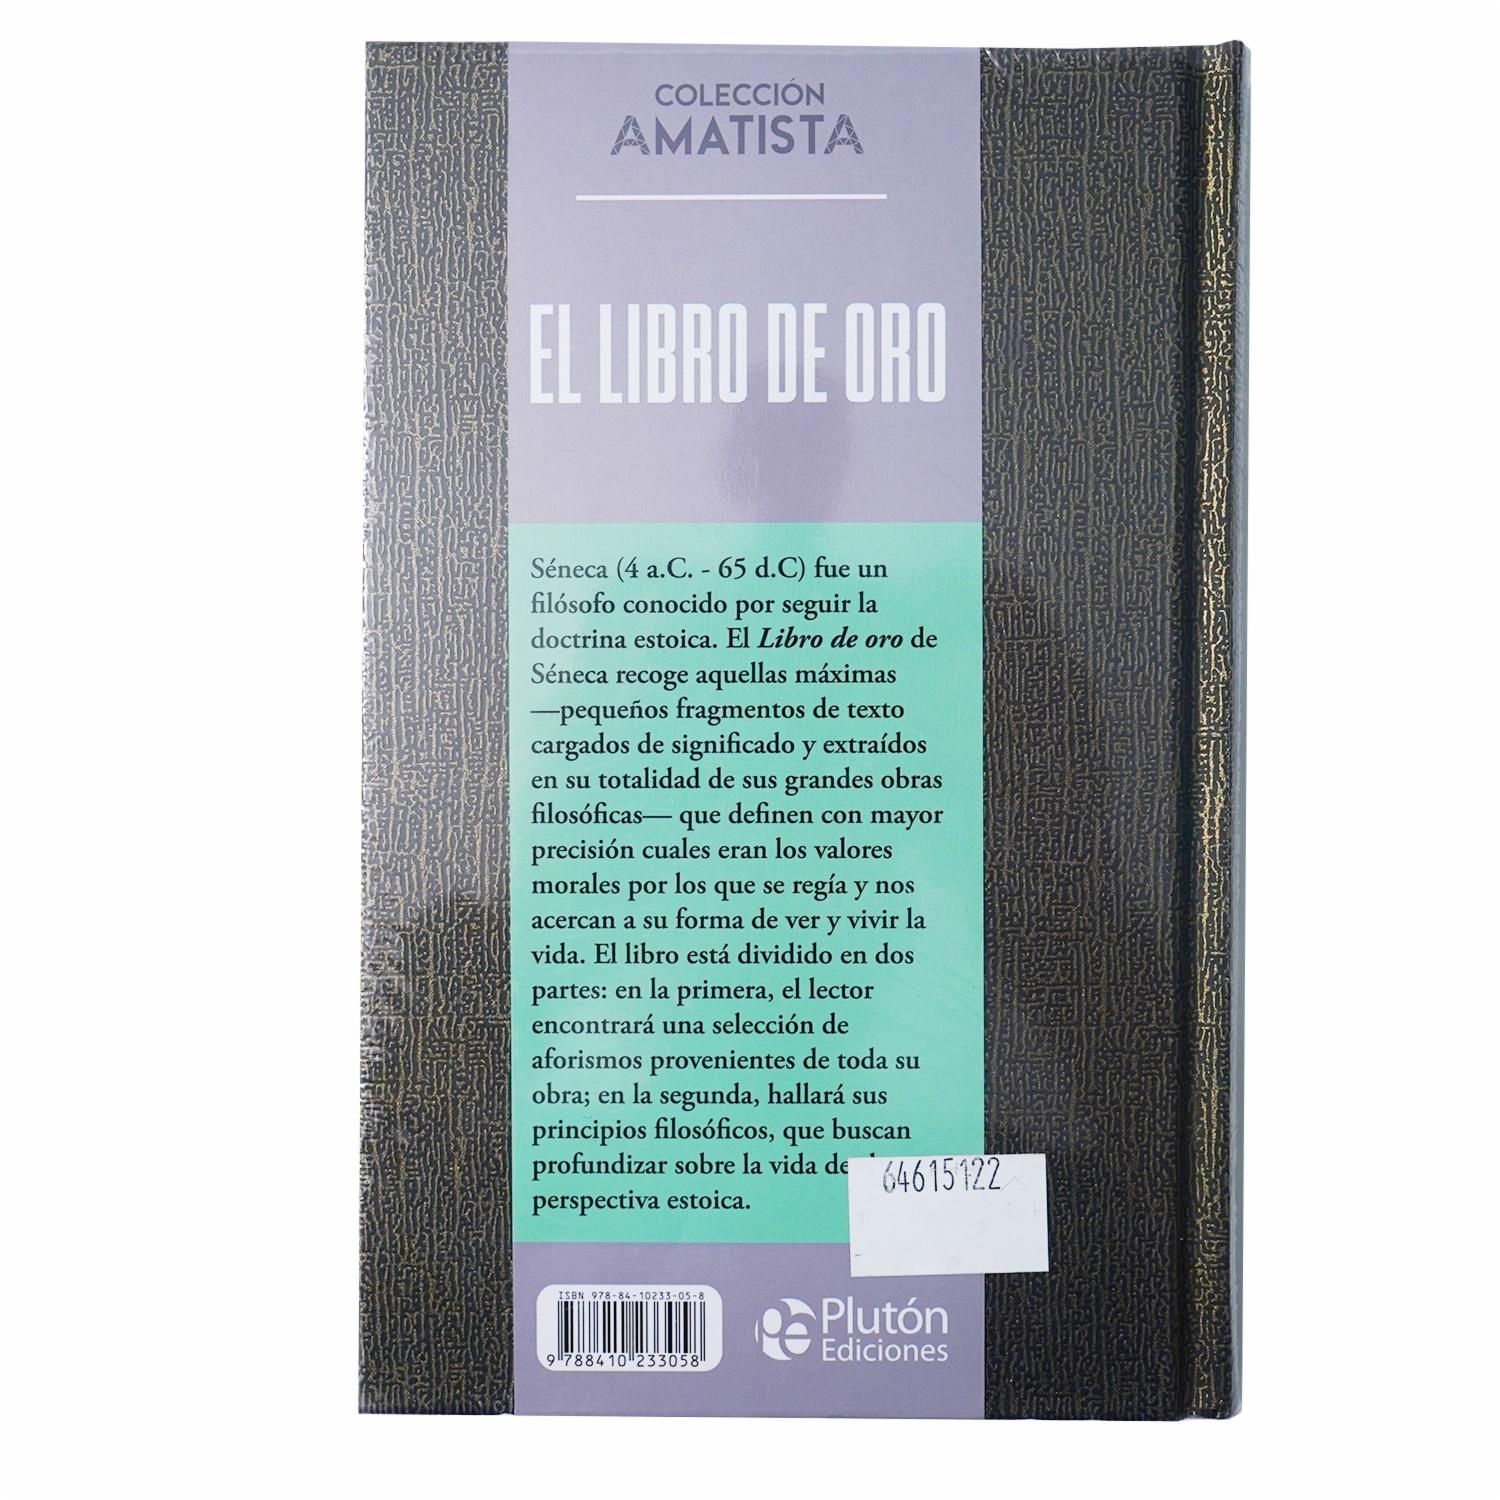 COLECCIÓN
AMATISTA
EL LIBRO DE ORO
Séneca (4 a.C. - 65 d.C) fue un
filósofo conocido por seguir la
doctrina estoica. El Libro de oro de
Séneca recoge aquellas máximas
—pequeños fragmentos de texto
cargados de significado y extraídos
en su totalidad de sus grandes obras
filosóficas— que definen con mayor
precisión cuales eran los valores
morales por los que se regía y nos
acercan a su forma de ver y vivir la
vida. El libro está dividido en dos
partes: en la primera, el lector
encontrará una selección de
aforismos provenientes de toda su
obra; en la segunda, hallará sus
principios filosóficos, que buscan
profundizar sobre la vida
perspectiva estoica.
64615122
ISBN 978-84-10233-05-8
9 788410 233058
Plutón
Ediciones